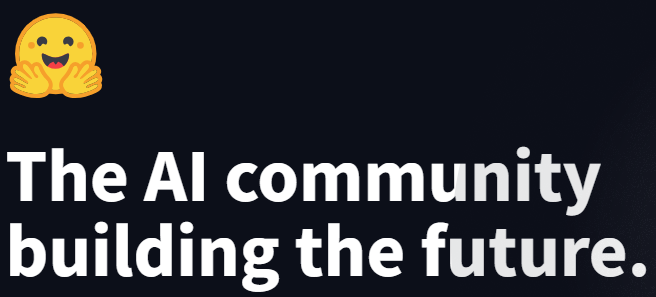 The AI community
building the future.